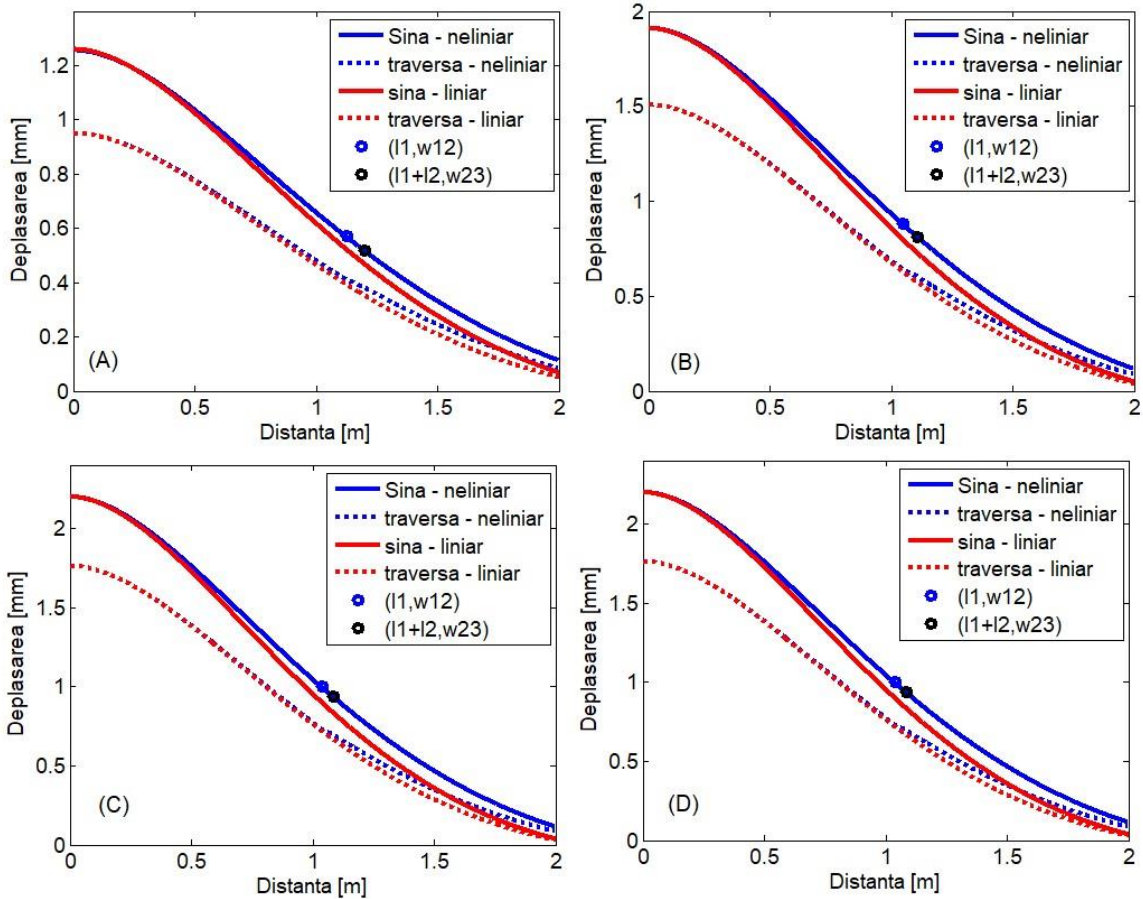 Deplasarea [mm]
1.2
1
0.8
0.6
0.4
0.2
0
Sina - neliniar
traversa - neliniar
sina - liniar
traversa - liniar
(l1,w12)
(l1+l2,w23)
(A)
0
0.5
1
1.5
2
Distanta [m]
Deplasarea [mm]
2
1.5
1
0.5
0
Sina - neliniar
traversa - neliniar
sina - liniar
traversa - liniar
(l1,w12)
(l1+l2,w23)
(B)
0
0.5
1
1.5
2
Distanta [m]
Deplasarea [mm]
2
1.5
1
0.5
0
Sina - neliniar
traversa - neliniar
sina - liniar
traversa - liniar
(l1,w12)
(l1+l2,w23)
(C)
0
0.5
1
1.5
2
Distanta [m]
Deplasarea [mm]
2
1.5
1
0.5
0
Sina - neliniar
traversa - neliniar
sina - liniar
traversa - liniar
(l1,w12)
(l1+l2,w23)
(D)
0
0.5
1
1.5
2
Distanta [m]